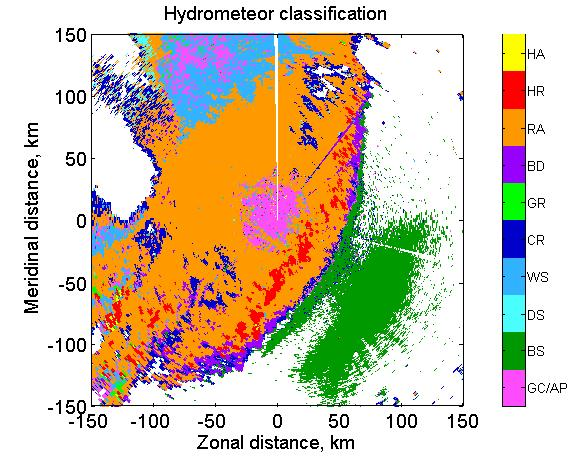 Hydrometeor classification
150
100
50
0
-50
-100
-150
Meridinal distance, km
-150 -100 -50 0 50 100 150
Zonal distance, km
HA
HR
RA
BD
GR
CR
WS
DS
BS
GC/AP